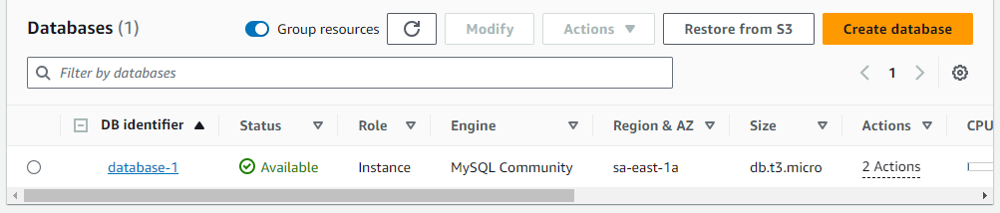 Databases (1) Group resources Modify Actions Restore from S3 Create database
Filter by databases 1
DB identifier Status Role Engine Region & AZ Size Actions CPU
database-1 Available Instance MySQL Community sa-east-1a db.t3.micro 2 Actions